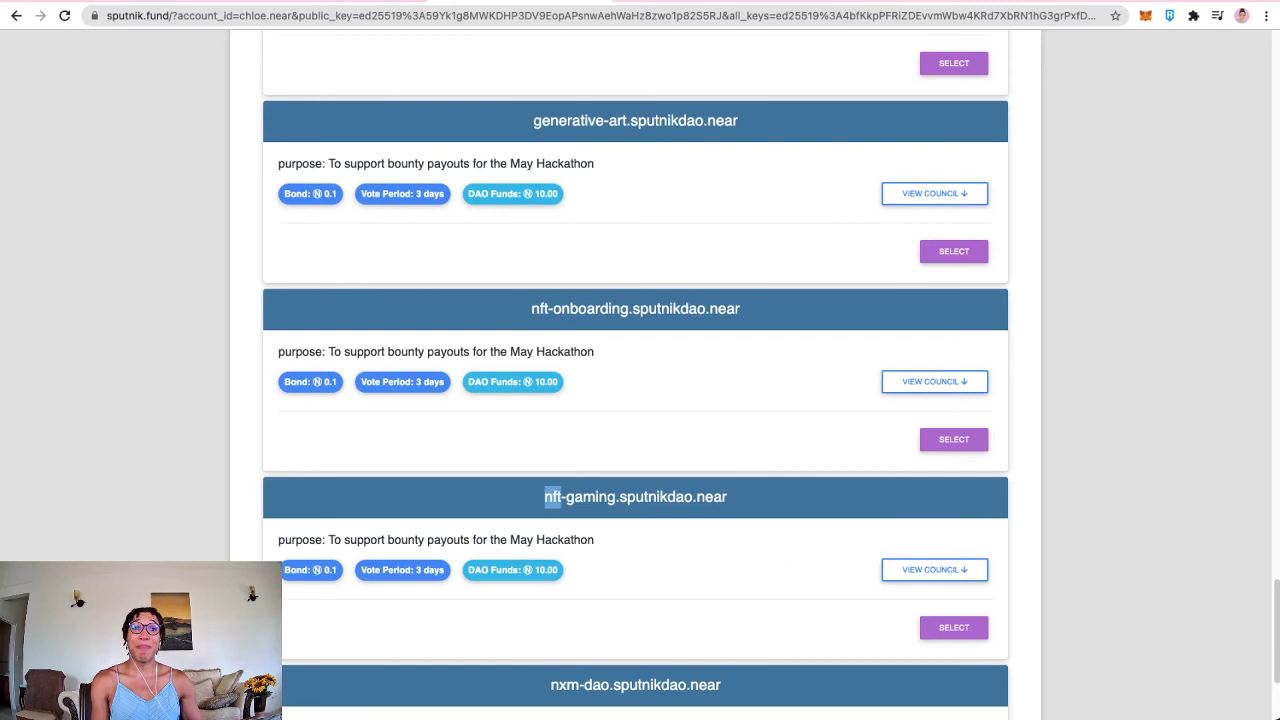 sputnik.fund/?account_id=chloe.near&public_key=ed25519%3A59Yk1g8MWKDHP3DV9EopAPsnwAehWaHz8zwo1p82S5RJ&all_keys=ed25519%3A4bfKkpPFRiZDEvvmWbw4KRd7XbRN1hG3grPxfD...
SELECT
generative-art.sputnikdao.near
purpose: To support bounty payouts for the May Hackathon
Bond: Ⓝ 0.1 Vote Period: 3 days DAO Funds: Ⓝ 10.00 VIEW COUNCIL ↓
SELECT
nft-onboarding.sputnikdao.near
purpose: To support bounty payouts for the May Hackathon
Bond: Ⓝ 0.1 Vote Period: 3 days DAO Funds: Ⓝ 10.00 VIEW COUNCIL ↓
SELECT
nft-gaming.sputnikdao.near
purpose: To support bounty payouts for the May Hackathon
Bond: Ⓝ 0.1 Vote Period: 3 days DAO Funds: Ⓝ 10.00 VIEW COUNCIL ↓
SELECT
nxm-dao.sputnikdao.near